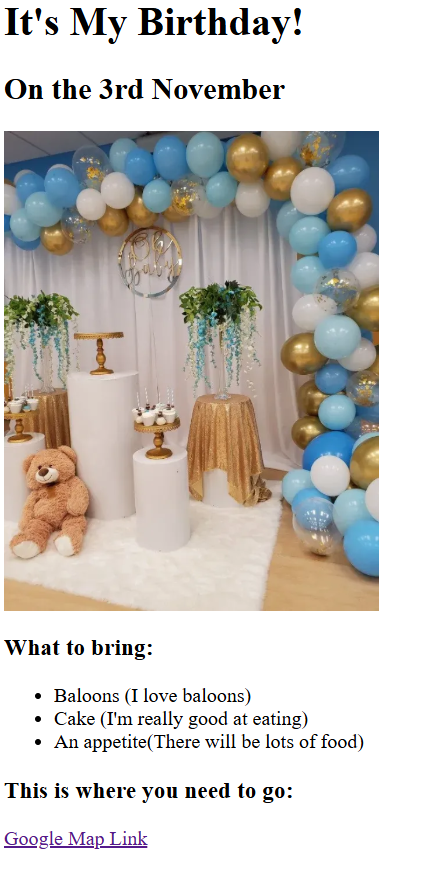 It's My Birthday!
On the 3rd November
Oh
Baby
What to bring:
Baloons (I love baloons)
Cake (I'm really good at eating)
An appetite(There will be lots of food)
This is where you need to go:
Google Map Link